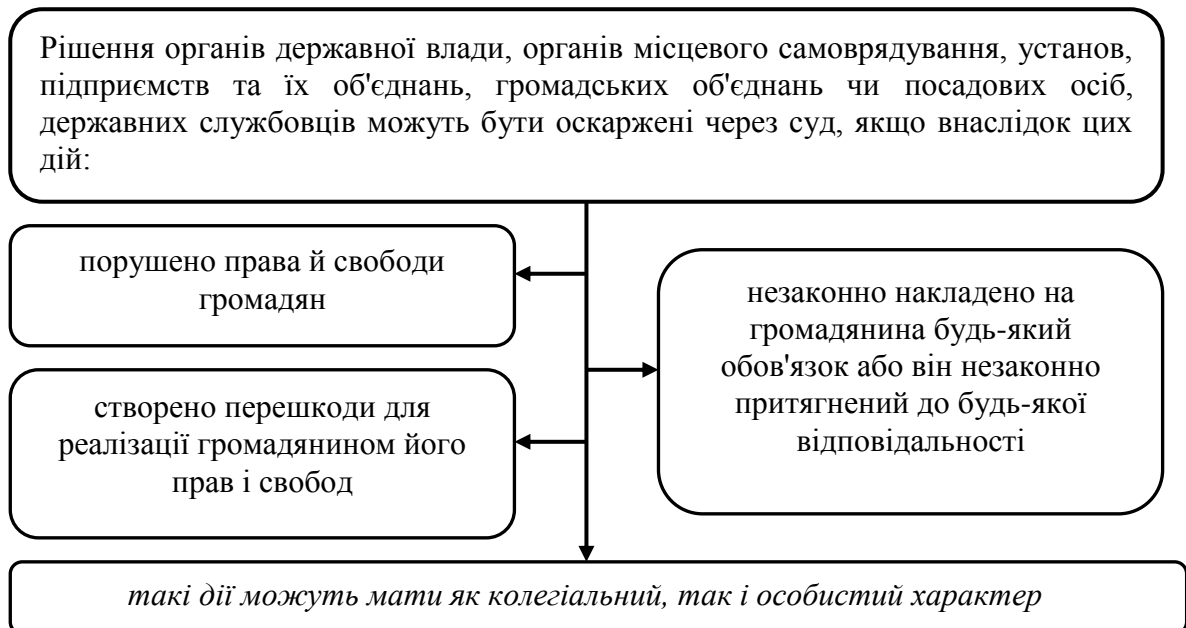 Рішення органів державної влади, органів місцевого самоврядування, установ,
підприємств та їх об'єднань, громадських об'єднань чи посадових осіб,
державних службовців можуть бути оскаржені через суд, якщо внаслідок цих
дій:
порушено права й свободи
громадян
незаконно накладено на
громадянина будь-який
обов'язок або він незаконно
притягнений до будь-якої
відповідальності
створено перешкоди для
реалізації громадянином його
прав і свобод
такі дії можуть мати як колегіальний, так і особистий характер